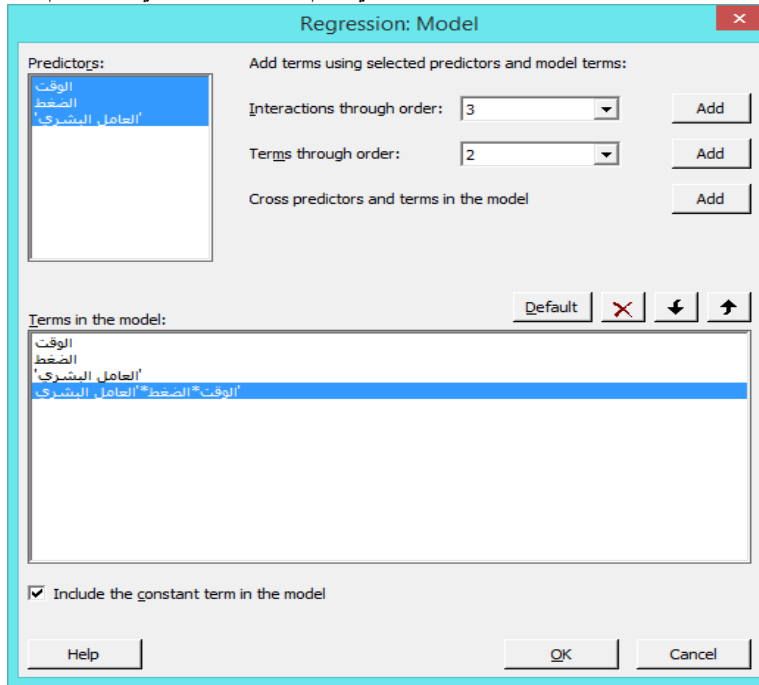 Regression: Model
Predictors:
الوقت
الضغط
'العامل البشري'
Add terms using selected predictors and model terms:
Interactions through order: 3 Add
Terms through order: 2 Add
Cross predictors and terms in the model Add
Default
Terms in the model:
الوقت
الضغط
'العامل البشري'
الوقت*الضغط*'العامل البشري'
Include the constant term in the model
Help OK Cancel